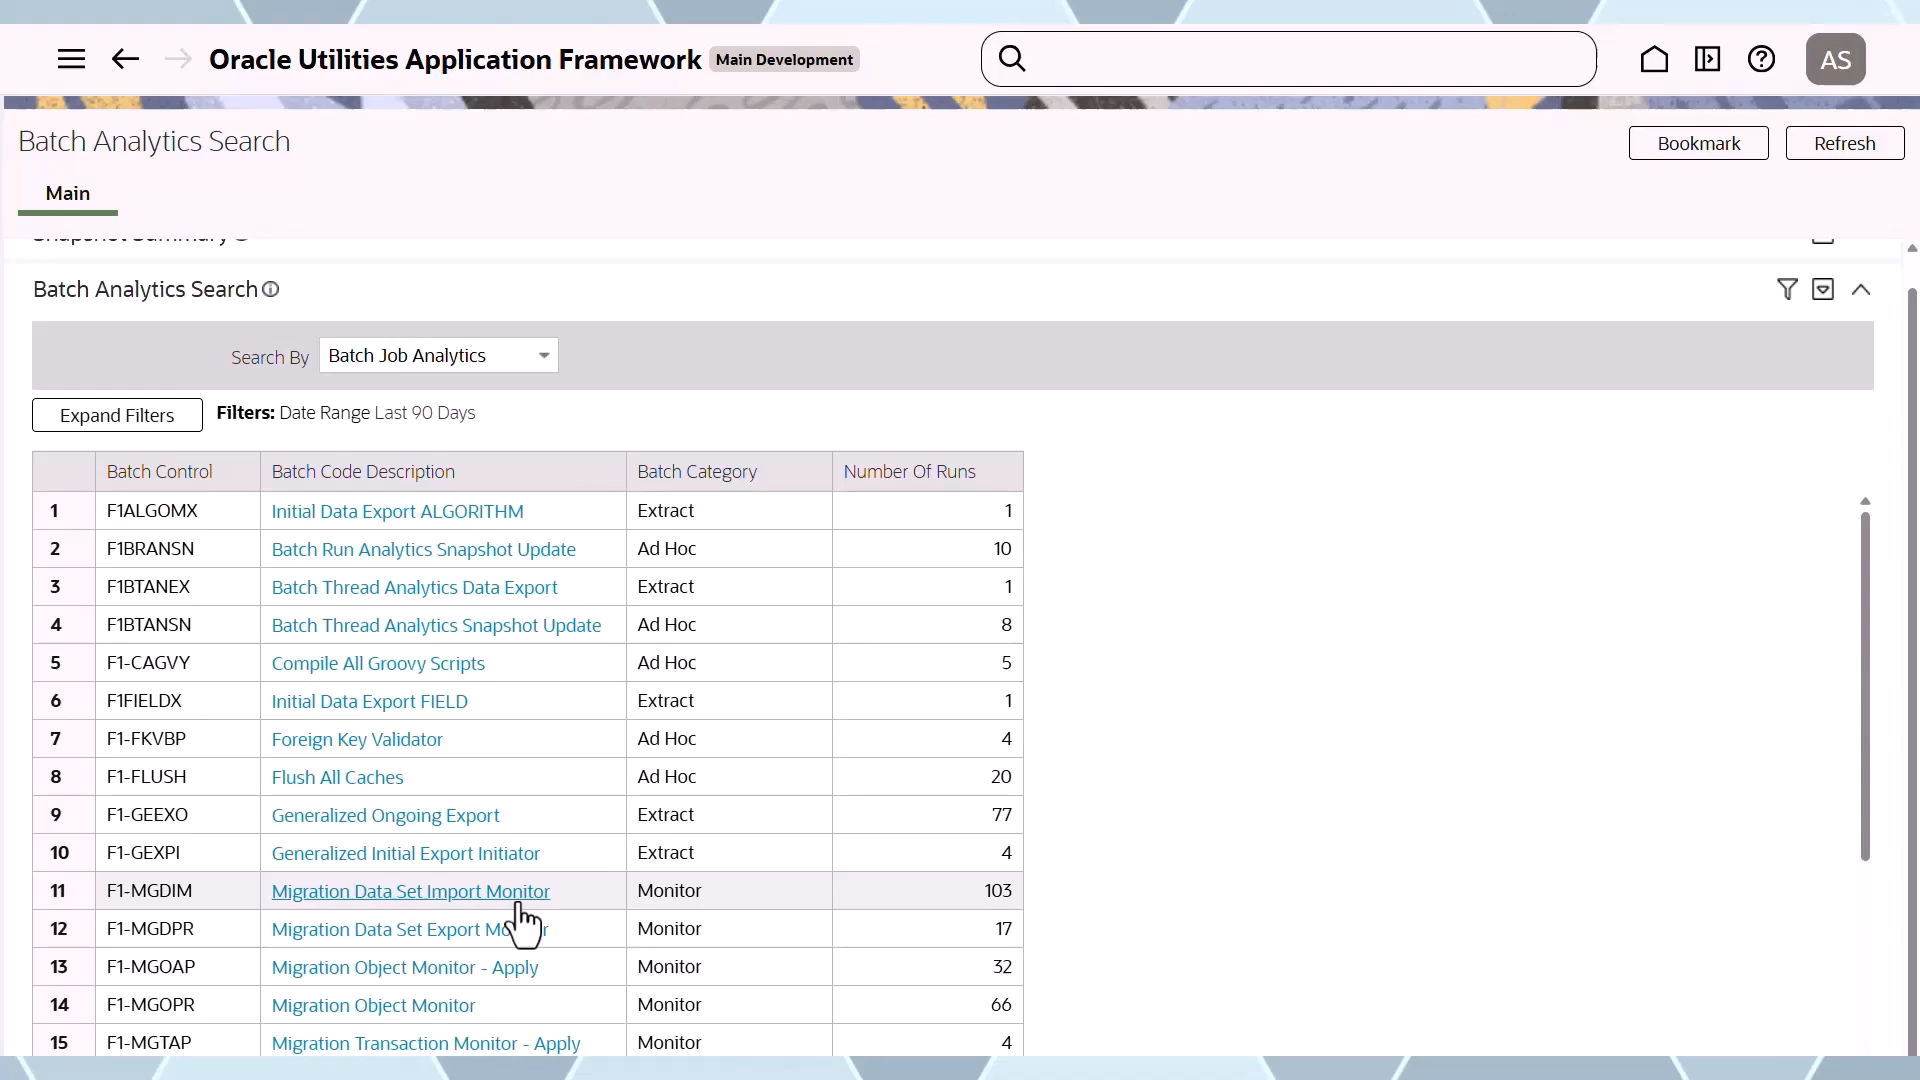 Oracle Utilities Application Framework Main Development AS
Batch Analytics Search Bookmark Refresh
Main
Snapshot Summary
Batch Analytics Search
Search By Batch Job Analytics
Expand Filters Filters: Date Range Last 90 Days
Batch Control Batch Code Description Batch Category Number Of Runs
1 F1ALGOMX Initial Data Export ALGORITHM Extract 1
2 F1BRANSN Batch Run Analytics Snapshot Update Ad Hoc 10
3 F1BTANEX Batch Thread Analytics Data Export Extract 1
4 F1BTANSN Batch Thread Analytics Snapshot Update Ad Hoc 8
5 F1-CAGVY Compile All Groovy Scripts Ad Hoc 5
6 F1FIELDX Initial Data Export FIELD Extract 1
7 F1-FKVBP Foreign Key Validator Ad Hoc 4
8 F1-FLUSH Flush All Caches Ad Hoc 20
9 F1-GEEXO Generalized Ongoing Export Extract 77
10 F1-GEXPI Generalized Initial Export Initiator Extract 4
11 F1-MGDIM Migration Data Set Import Monitor Monitor 103
12 F1-MGDPR Migration Data Set Export Monitor Monitor 17
13 F1-MGOAP Migration Object Monitor - Apply Monitor 32
14 F1-MGOPR Migration Object Monitor Monitor 66
15 F1-MGTAP Migration Transaction Monitor - Apply Monitor 4